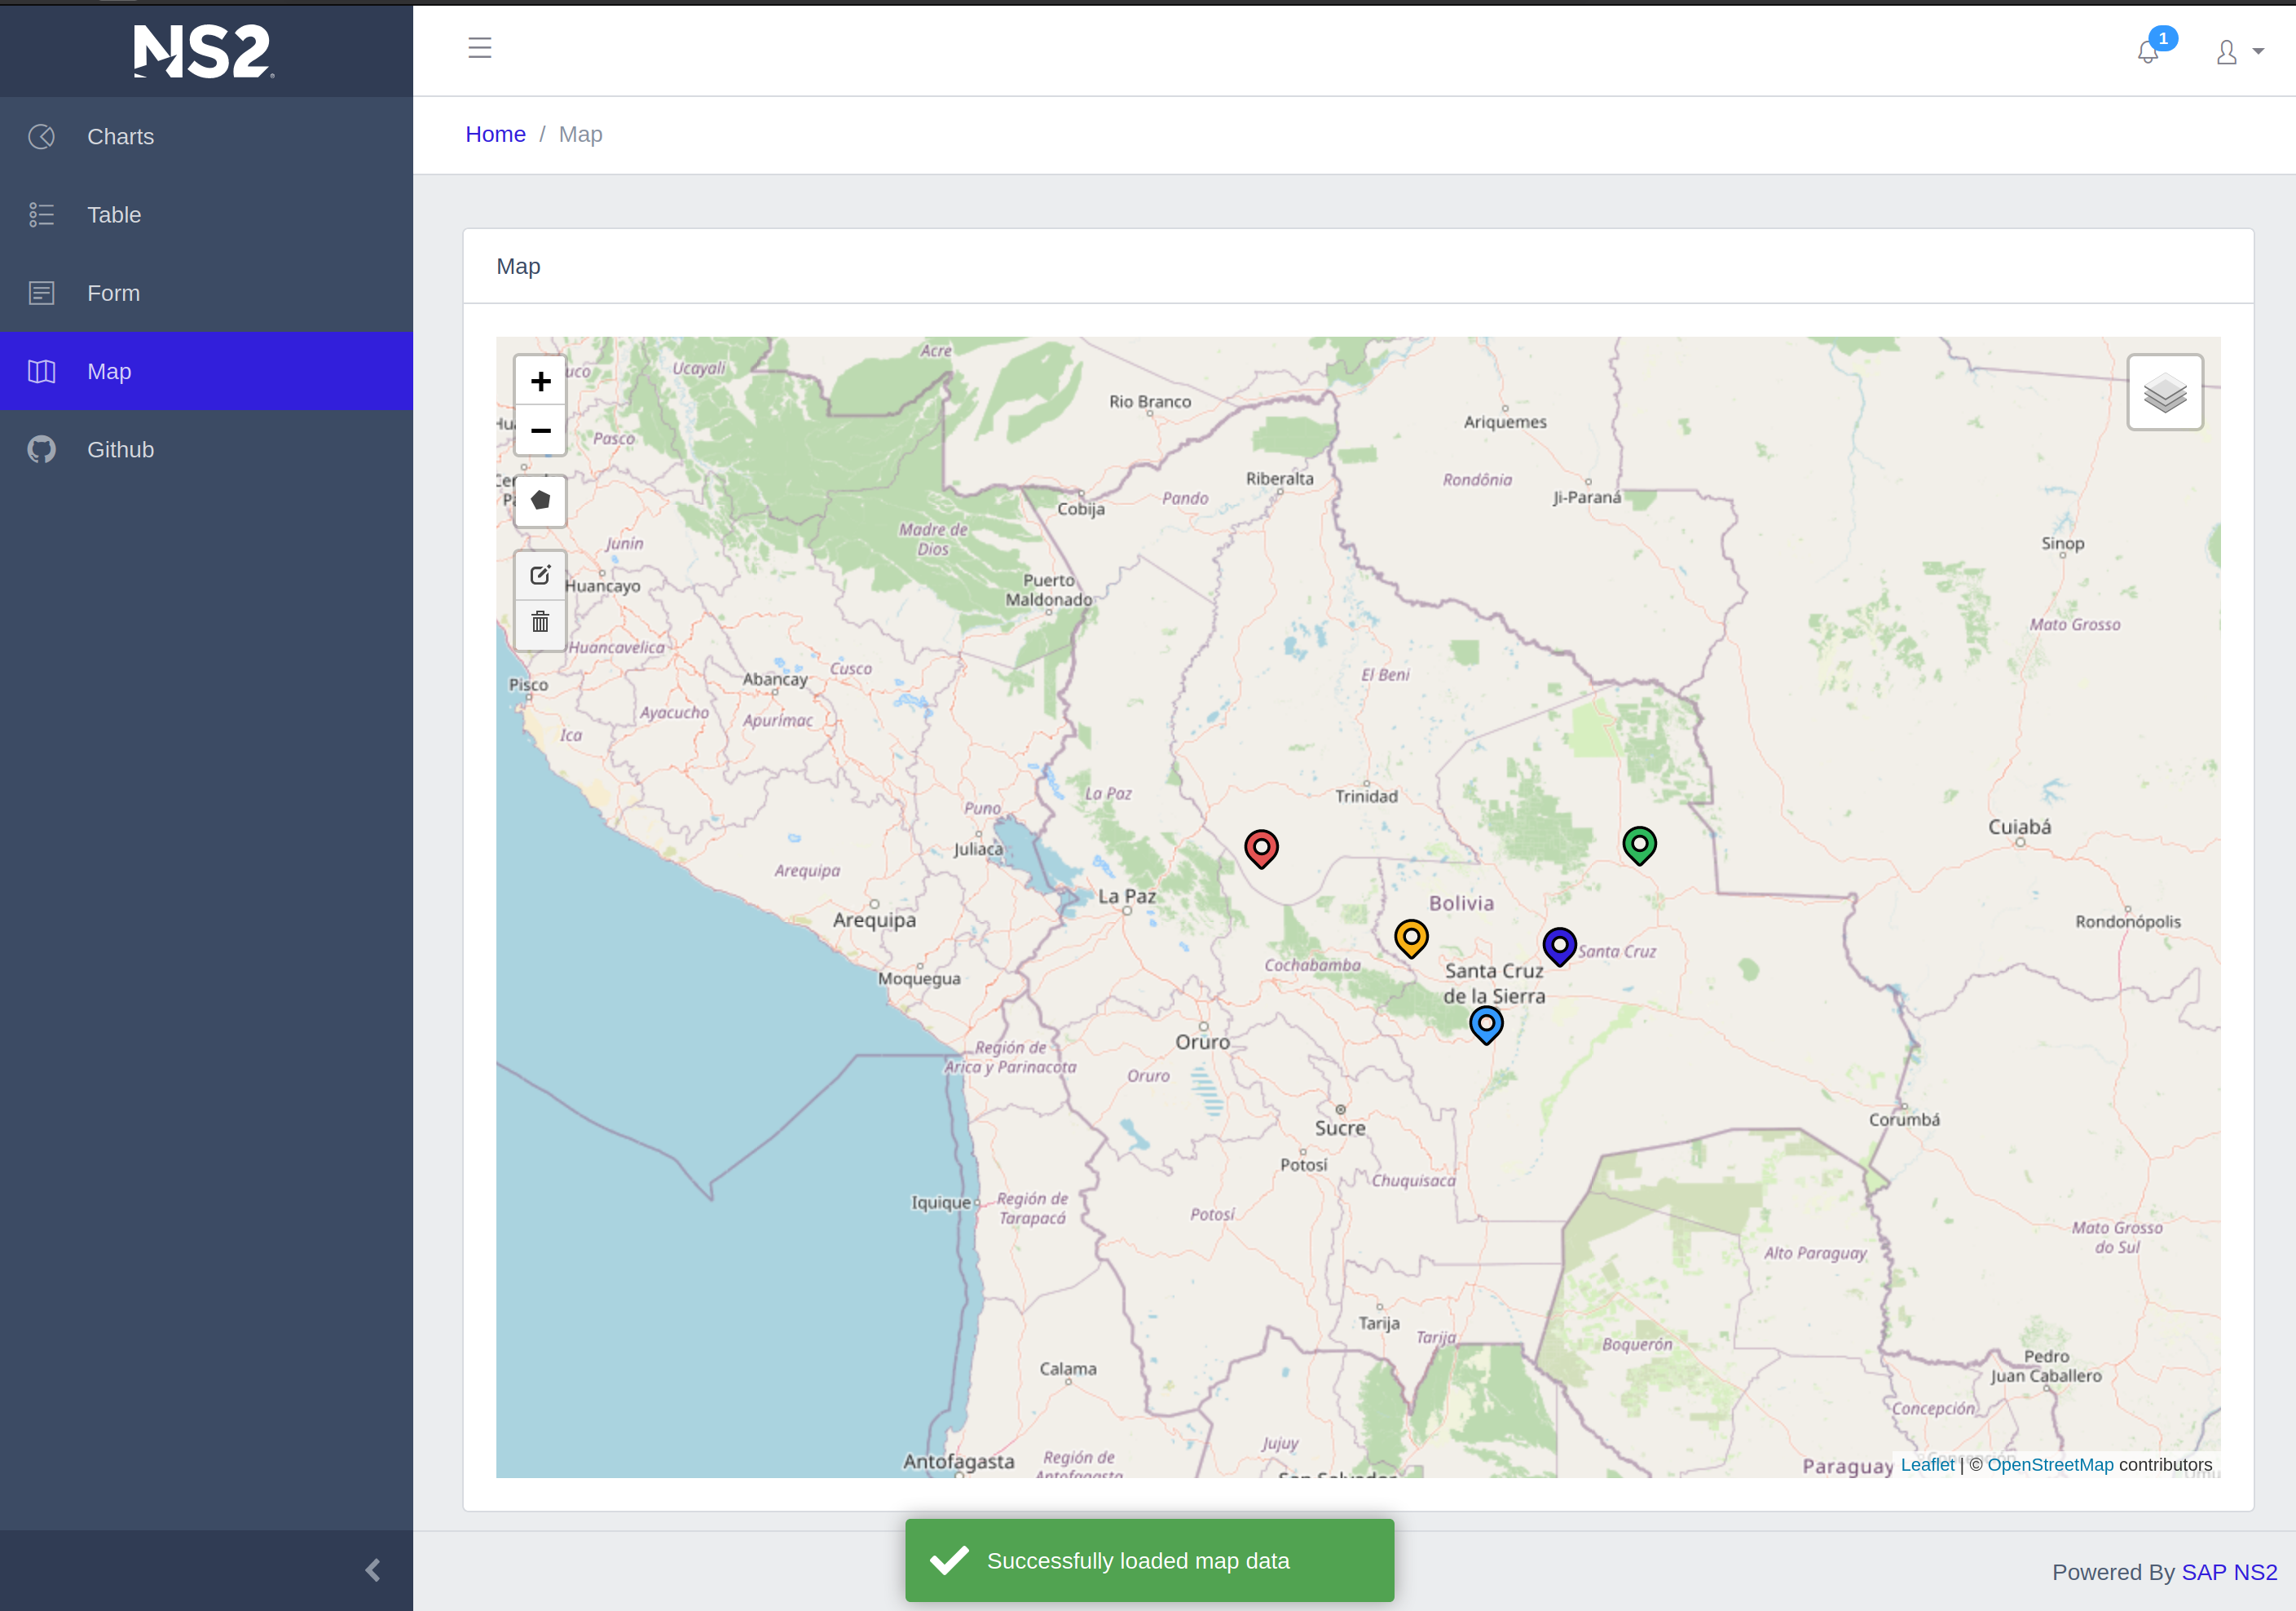 NS2
1
Charts
Table
Form
Map
Github
Home / Map
Map
Acre
Ucayali
Rio Branco
Ariquemes
Pasco
Riberalta
Rondônia
Pando
Ji-Paraná
Cobija
Madre de
Dios
Junín
Sinop
Huancayo
Puerto
Maldonado
Mato Grosso
Huancavelica
Cusco
El Beni
Abancay
Pisco
Ayacucho
Apurímac
Ica
La Paz
Trinidad
Puno
Cuiabá
Juliaca
Arequipa
La Paz
Bolivia
Arequipa
Rondonópolis
Santa Cruz
Cochabamba
Santa Cruz
de la Sierra
Moquegua
Oruro
Región de
Arica y Parinacota
Oruro
Corumbá
Sucre
Potosí
Chuquisaca
Iquique
Región de
Tarapacá
Potosí
Mato Grosso
do Sul
Alto Paraguay
Tarija
Tarija
Boquerón
Pedro
Juan Caballero
Calama
Concepción
Jujuy
Antofagasta
Región de
Antofagasta
San Salvador
Paraguay
Leaflet | © OpenStreetMap contributors
Successfully loaded map data
Powered By SAP NS2